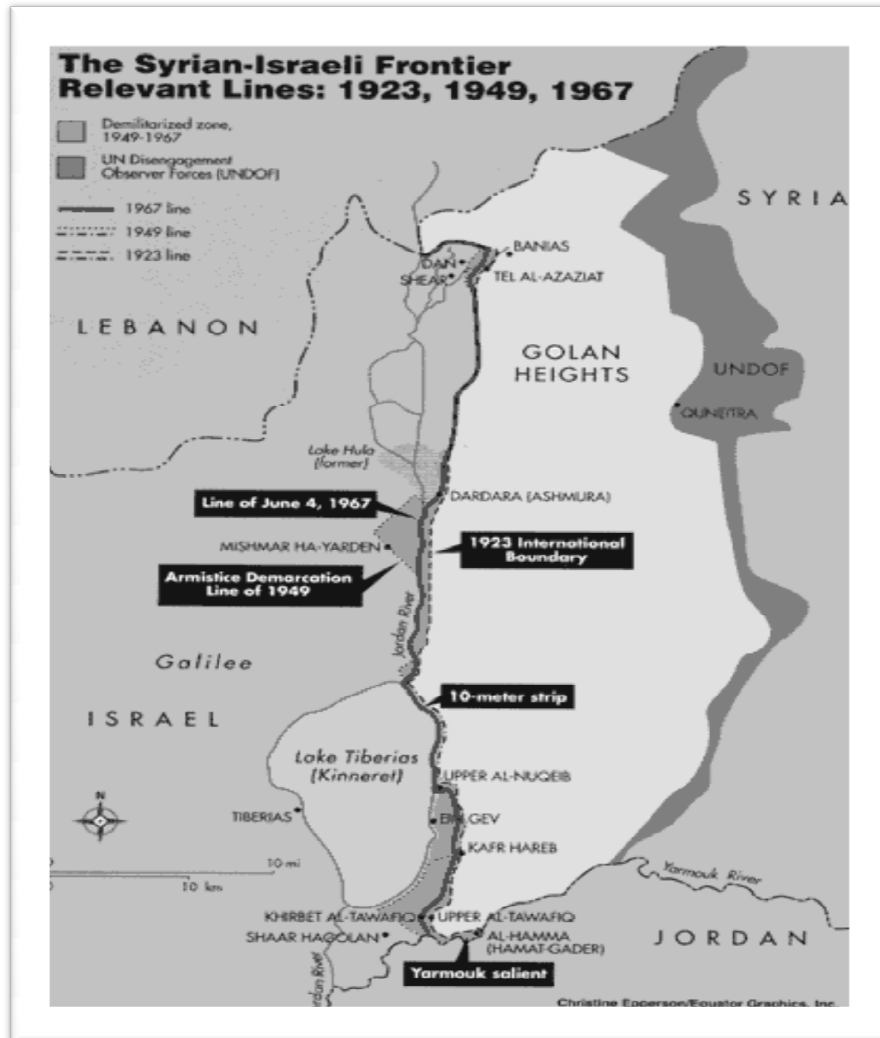 The Syrian-Israeli Frontier
Relevant Lines: 1923, 1949, 1967
Demilitarized zone,
1949-1967
UN Disengagement
Observer Forces (UNDOF)
1967 line
1949 line
1923 line
SYRIA
BANIAS
DAN
SHEAR
TEL AL-AZAZIAT
LEBANON
GOLAN
HEIGHTS
UNDOF
QUNEITRA
Lake Hula
(former)
Line of June 4, 1967
DARDARA (ASHMURA)
MISHMAR HA-YARDEN
1923 International
Boundary
Armistice Demarcation
Line of 1949
Jordan River
Galilee
10-meter strip
ISRAEL
Lake Tiberias
(Kinneret)
UPPER AL-NUQEIB
N
TIBERIAS
GEV
KAFR HAREB
10 mi
10 km
Yarmouk River
KHIRBET AL-TAWAFIQ
UPPER AL-TAWAFIQ
SHAAR HAGOLAN
AL-HAMMA
(HAMAT-GADER)
JORDAN
Yarmouk salient
River
Christine Epperson/Equator Graphics, Inc.